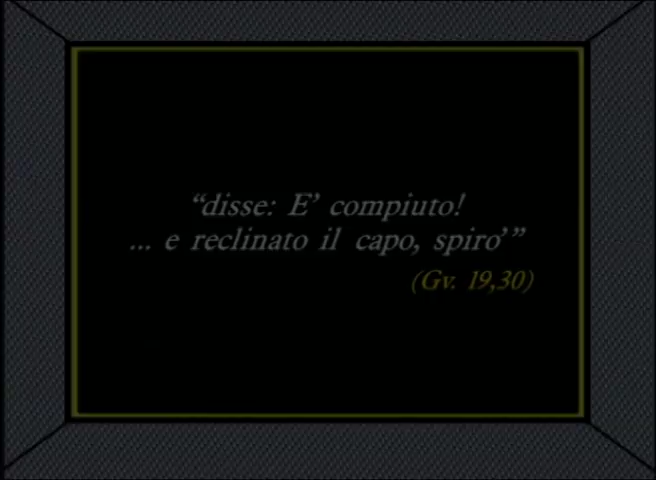 “disse: E’ compiuto!
... e reclinato il capo, spiro’”
(Gv. 19,30)